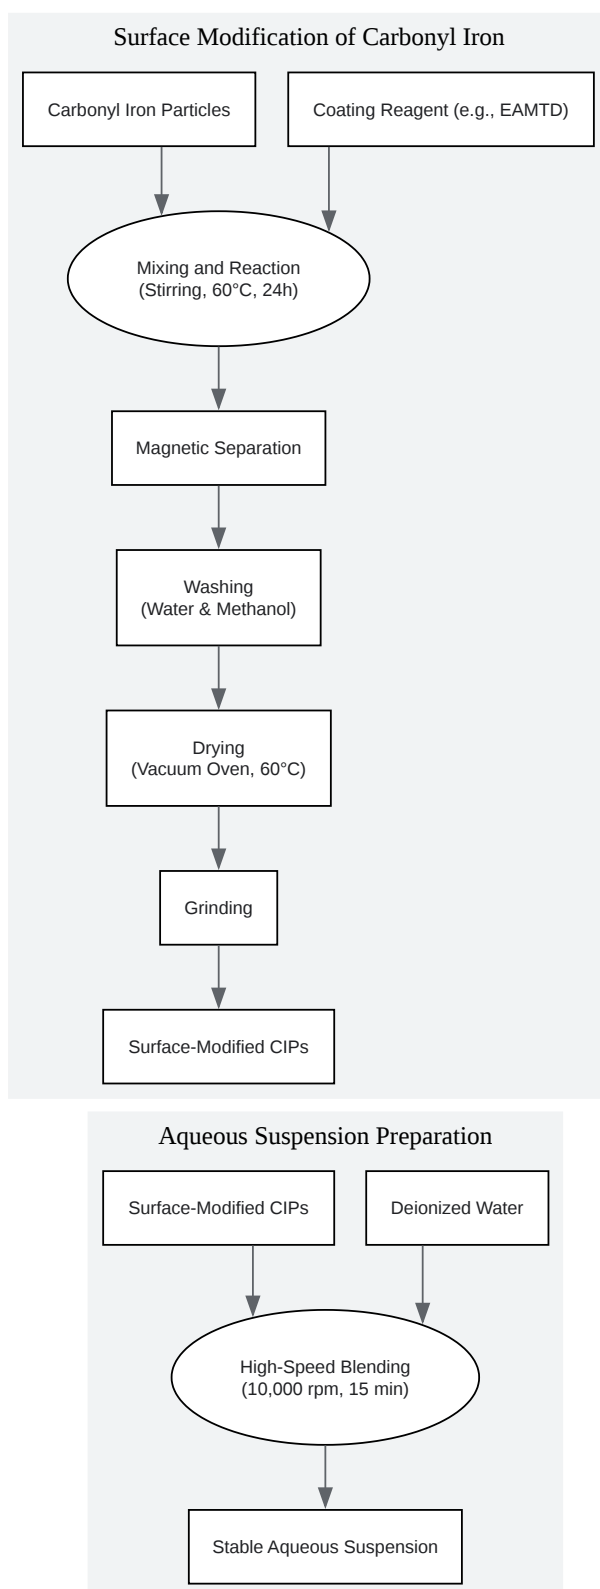 Surface Modification of Carbonyl Iron
Carbonyl Iron Particles
Coating Reagent (e.g., EAMTD)
Mixing and Reaction
(Stirring, 60°C, 24h)
Magnetic Separation
Washing
(Water & Methanol)
Drying
(Vacuum Oven, 60°C)
Grinding
Surface-Modified CIPs
Aqueous Suspension Preparation
Surface-Modified CIPs
Deionized Water
High-Speed Blending
(10,000 rpm, 15 min)
Stable Aqueous Suspension